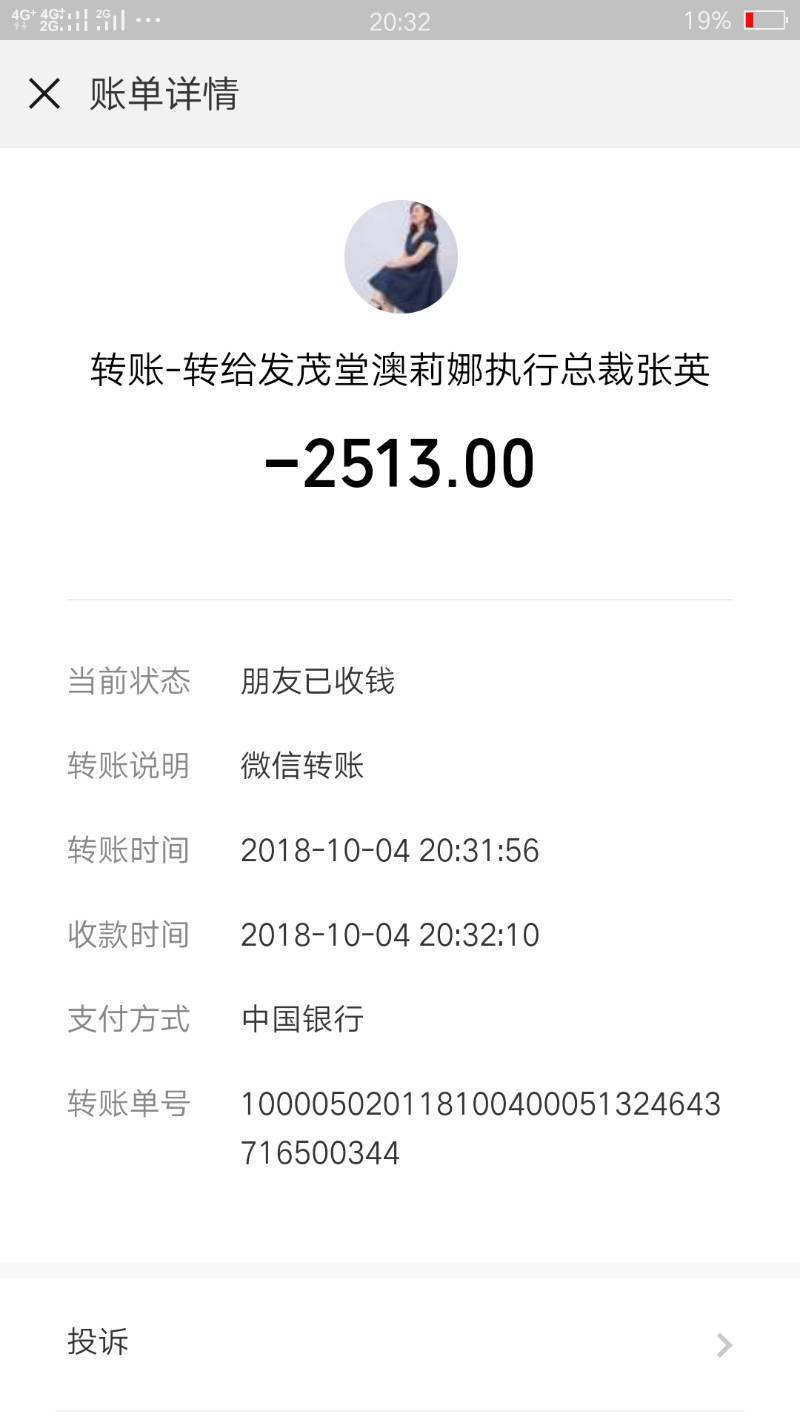 4G+ 4G+ 2G 2G ...
20:32
19%
账单详情
转账-转给发茂堂澳莉娜执行总裁张英
-2513.00
当前状态 朋友已收钱
转账说明 微信转账
转账时间 2018-10-04 20:31:56
收款时间 2018-10-04 20:32:10
支付方式 中国银行
转账单号 100005020118100400051324643
716500344
投诉